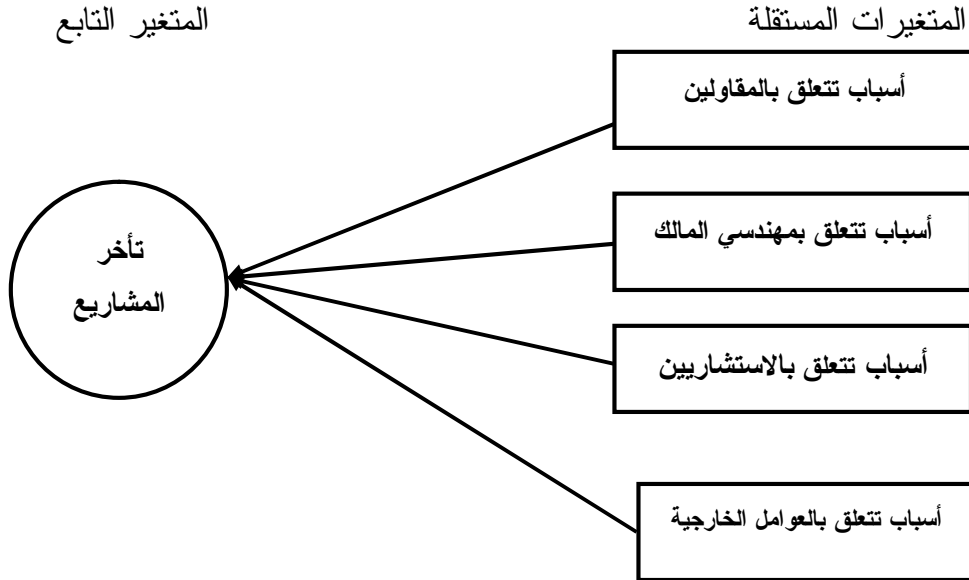 المتغيرات المستقلة
المتغير التابع
أسباب تتعلق بالمقاولين
أسباب تتعلق بمهندسي المالك
أسباب تتعلق بالاستشاريين
أسباب تتعلق بالعوامل الخارجية
تأخر
المشاريع